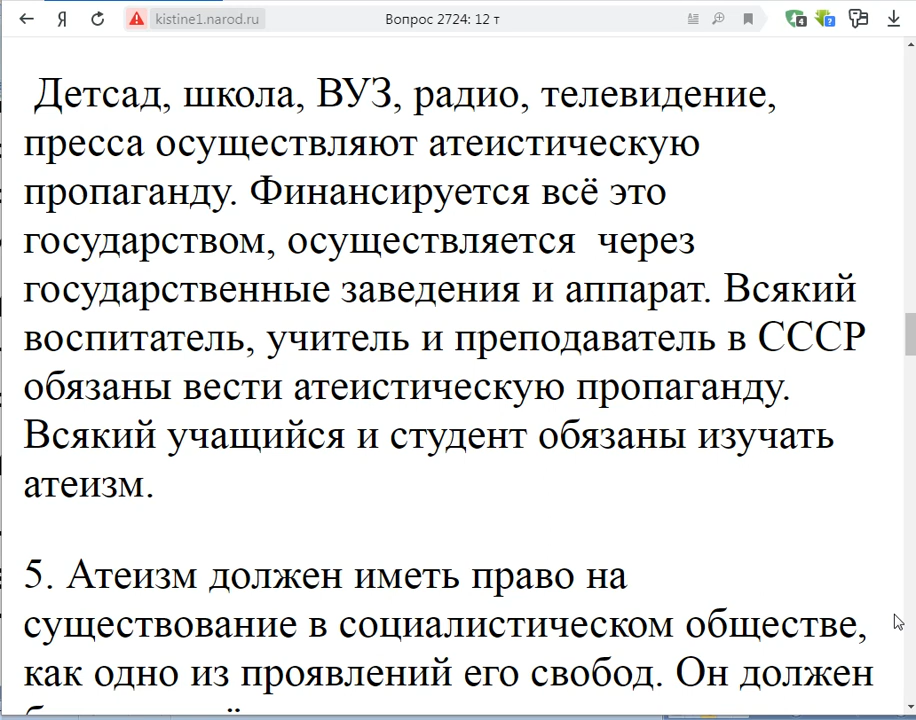 Я kistine1.narod.ru Вопрос 2724: 12 т 4 ?
Детсад, школа, ВУЗ, радио, телевидение,
пресса осуществляют атеистическую
пропаганду. Финансируется всё это
государством, осуществляется через
государственные заведения и аппарат. Всякий
воспитатель, учитель и преподаватель в СССР
обязаны вести атеистическую пропаганду.
Всякий учащийся и студент обязаны изучать
атеизм.
5. Атеизм должен иметь право на
существование в социалистическом обществе,
как одно из проявлений его свобод. Он должен